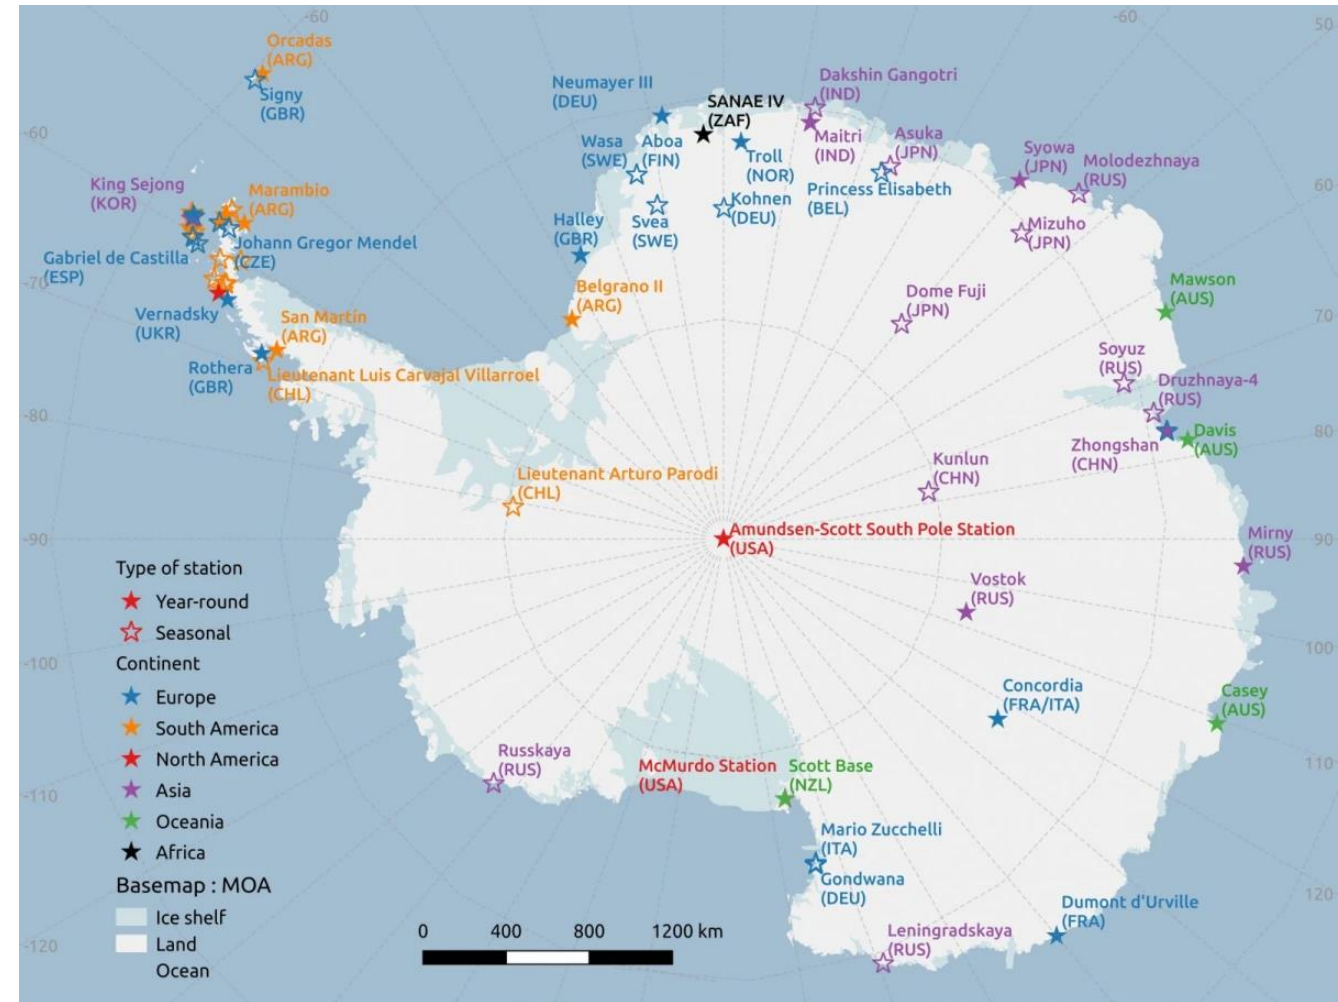 -60
-60
50
Orcadas
(ARG)
Signy
(GBR)
Neumayer III
(DEU)
SANAE IV
(ZAF)
Dakshin Gangotri
(IND)
Maitri
(IND)
Asuka
(JPN)
Syowa
(JPN)
Molodezhnaya
(RUS)
-60
Wasa
(SWE)
Aboa
(FIN)
Troll
(NOR)
Princess Elisabeth
(BEL)
60
King Sejong
(KOR)
Marambio
(ARG)
Kohnen
(DEU)
Svea
(SWE)
Halley
(GBR)
Mizuho
(JPN)
Johann Gregor Mendel
(CZE)
Gabriel de Castilla
(ESP)
-70
Belgrano II
(ARG)
Dome Fuji
(JPN)
Mawson
(AUS)
70
Vernadsky
(UKR)
San Martín
(ARG)
Rothera
(GBR)
Lieutenant Luis Carvajal Villarroel
(CHL)
Soyuz
(RUS)
Druzhnaya-4
(RUS)
-80
80
Davis
(AUS)
Zhongshan
(CHN)
Kunlun
(CHN)
Lieutenant Arturo Parodi
(CHL)
Amundsen-Scott South Pole Station
(USA)
-90
90
Mirny
(RUS)
Vostok
(RUS)
Type of station
Year-round
Seasonal
Continent
Europe
South America
North America
Asia
Oceania
Africa
Basemap : MOA
Ice shelf
Land
Ocean
-100
100
Concordia
(FRA/ITA)
Casey
(AUS)
Russkaya
(RUS)
McMurdo Station
(USA)
Scott Base
(NZL)
-110
110
Mario Zucchelli
(ITA)
Gondwana
(DEU)
Dumont d'Urville
(FRA)
120
Leningradskaya
(RUS)
-120
0 400 800 1200 km